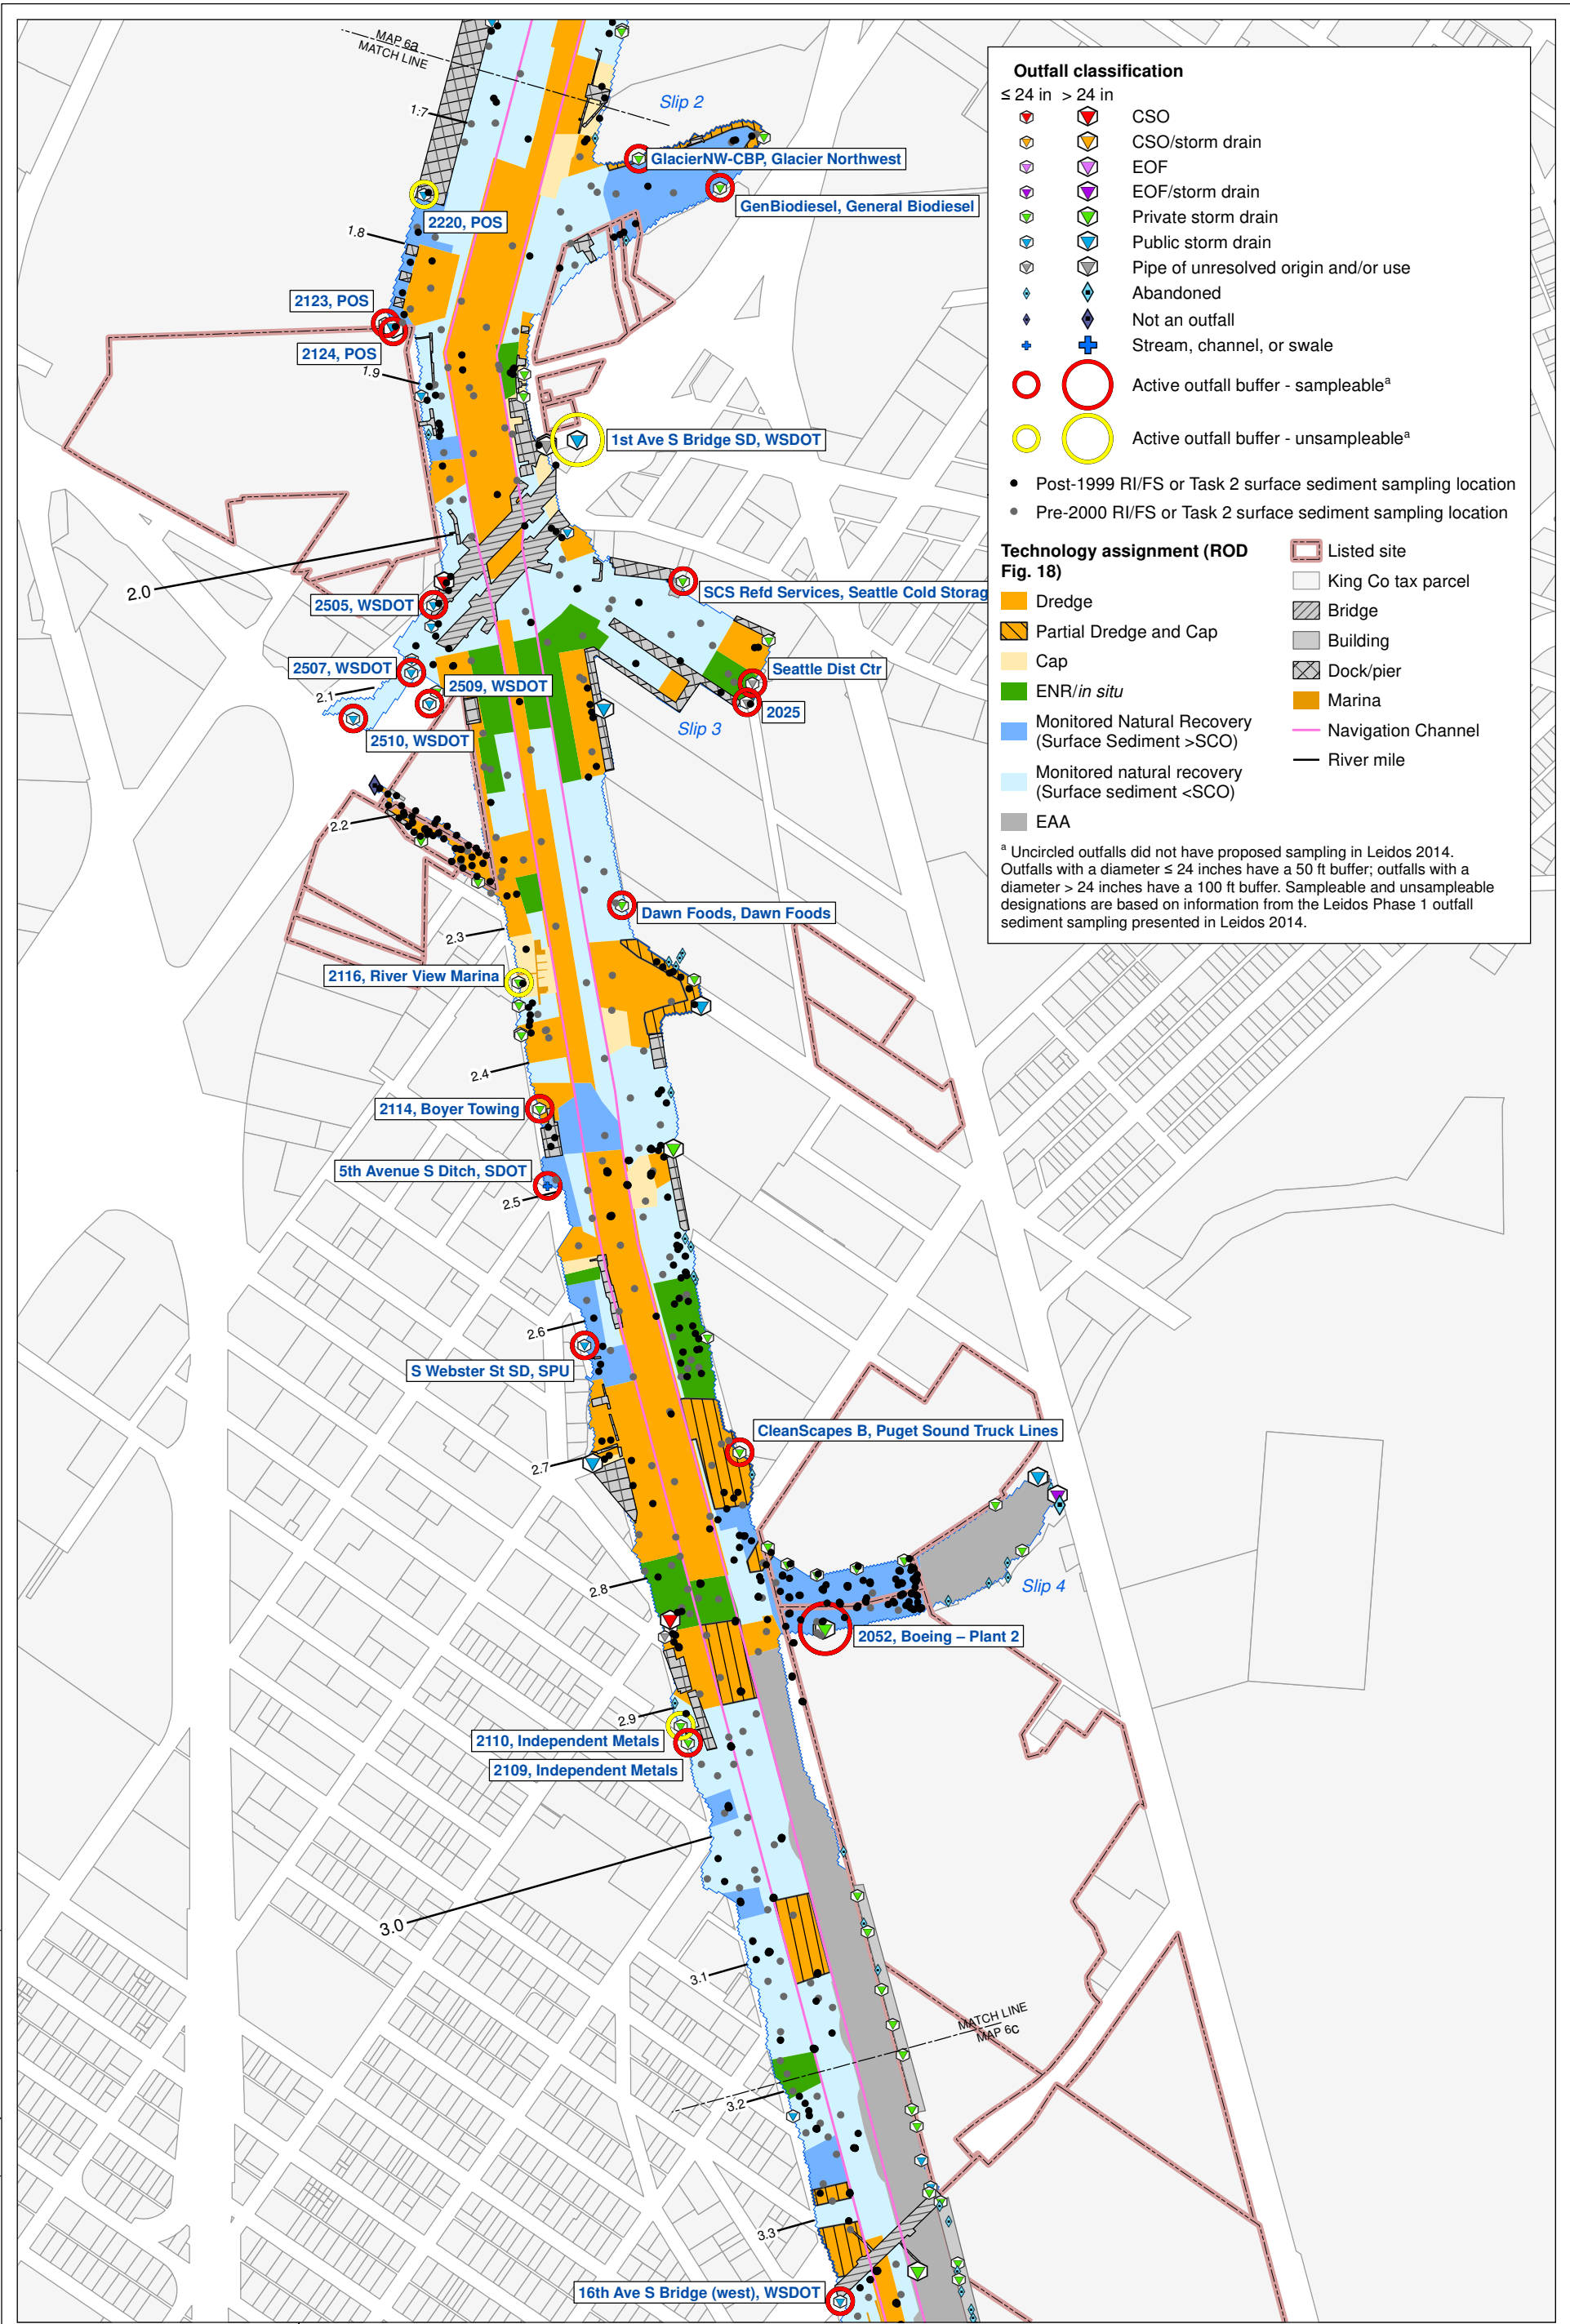 MAP 6a
MATCH LINE
1.7
Slip 2
GlacierNW-CBP, Glacier Northwest
GenBiodiesel, General Biodiesel
2220, POS
1.8
2123, POS
2124, POS
1.9
1st Ave S Bridge SD, WSDOT
2.0
SCS Refd Services, Seattle Cold Storag
2505, WSDOT
2507, WSDOT
Seattle Dist Ctr
2509, WSDOT
2.1
2025
Slip 3
2510, WSDOT
2.2
Dawn Foods, Dawn Foods
2.3
2116, River View Marina
2.4
2114, Boyer Towing
5th Avenue S Ditch, SDOT
2.5
2.6
S Webster St SD, SPU
CleanScapes B, Puget Sound Truck Lines
2.7
Slip 4
2.8
2052, Boeing – Plant 2
2.9
2110, Independent Metals
2109, Independent Metals
3.0
3.1
MATCH LINE
MAP 6c
3.2
3.3
16th Ave S Bridge (west), WSDOT
Outfall classification
≤ 24 in > 24 in
CSO
CSO/storm drain
EOF
EOF/storm drain
Private storm drain
Public storm drain
Pipe of unresolved origin and/or use
Abandoned
Not an outfall
Stream, channel, or swale
Active outfall buffer - sampleableᵃ
Active outfall buffer - unsampleableᵃ
Post-1999 RI/FS or Task 2 surface sediment sampling location
Pre-2000 RI/FS or Task 2 surface sediment sampling location
Technology assignment (ROD
Fig. 18)
Dredge
Partial Dredge and Cap
Cap
ENR/in situ
Monitored Natural Recovery
(Surface Sediment >SCO)
Monitored natural recovery
(Surface sediment <SCO)
EAA
Listed site
King Co tax parcel
Bridge
Building
Dock/pier
Marina
Navigation Channel
River mile
ᵃ Uncircled outfalls did not have proposed sampling in Leidos 2014.
Outfalls with a diameter ≤ 24 inches have a 50 ft buffer; outfalls with a
diameter > 24 inches have a 100 ft buffer. Sampleable and unsampleable
designations are based on information from the Leidos Phase 1 outfall
sediment sampling presented in Leidos 2014.